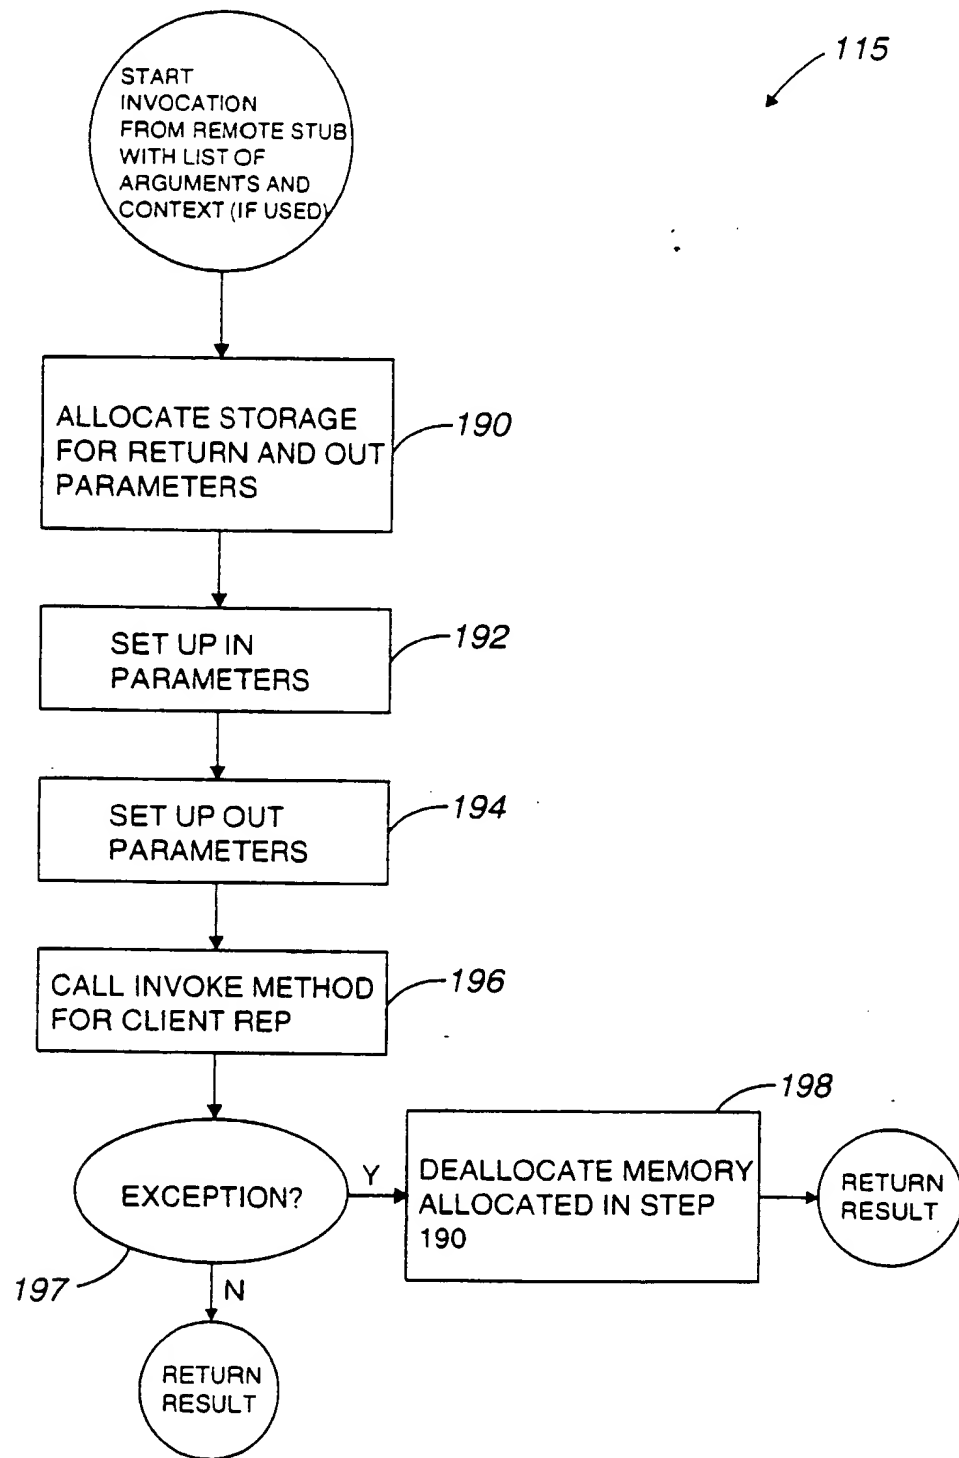 115
START
INVOCATION
FROM REMOTE STUB
WITH LIST OF
ARGUMENTS AND
CONTEXT (IF USED)
ALLOCATE STORAGE
FOR RETURN AND OUT
PARAMETERS
190
SET UP IN
PARAMETERS
192
SET UP OUT
PARAMETERS
194
CALL INVOKE METHOD
FOR CLIENT REP
196
EXCEPTION?
197
Y
N
DEALLOCATE MEMORY
ALLOCATED IN STEP
190
198
RETURN
RESULT
RETURN
RESULT